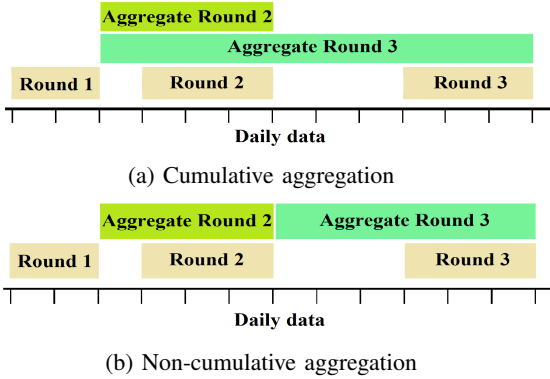 Aggregate Round 2
Aggregate Round 3
Round 1
Round 2
Round 3
Daily data
(a) Cumulative aggregation
Aggregate Round 2
Aggregate Round 3
Round 1
Round 2
Round 3
Daily data
(b) Non-cumulative aggregation